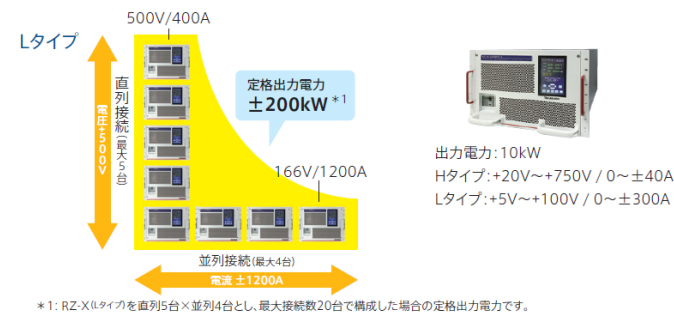 500V/400A
Lタイプ
直列接続(最大5台)
電圧+500V
定格出力電力
±200kW *1
166V/1200A
並列接続(最大4台)
電流 ±1200A
出力電力:10kW
Hタイプ:+20V~+750V / 0~±40A
Lタイプ:+5V~+100V / 0~±300A
*1: RZ-X(Lタイプ)を直列5台×並列4台とし、最大接続数20台で構成した場合の定格出力電力です。